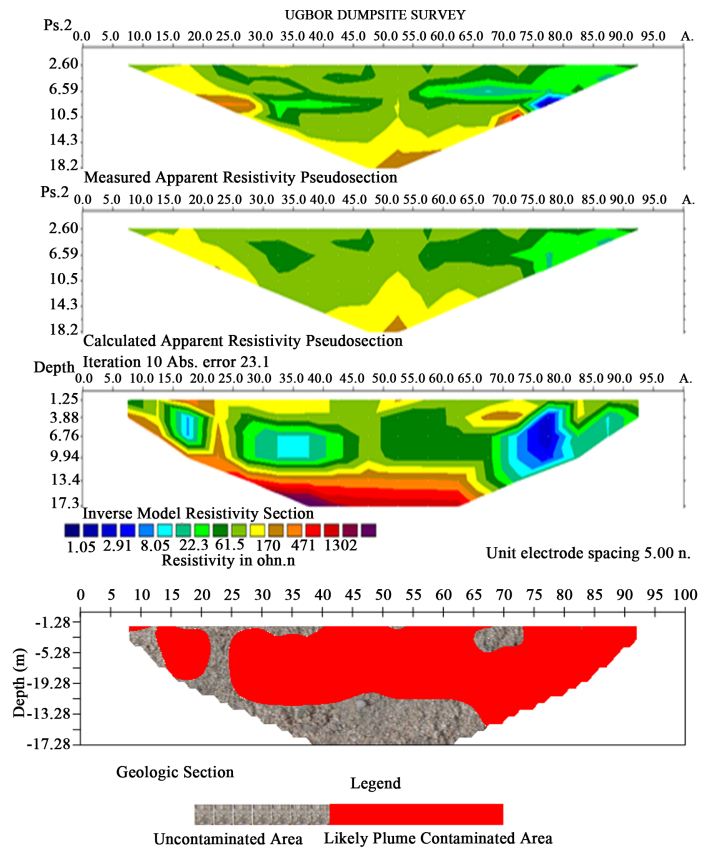 UGBOR DUMPSITE SURVEY
Ps.2
0.0 5.0 10.0 15.0 20.0 25.0 30.0 35.0 40.0 45.0 50.0 55.0 60.0 65.0 70.0 75.0 80.0 85.0 90.0 95.0 A.
2.60
6.59
10.5
14.3
18.2
Measured Apparent Resistivity Pseudosection
Ps.2
0.0 5.0 10.0 15.0 20.0 25.0 30.0 35.0 40.0 45.0 50.0 55.0 60.0 65.0 70.0 75.0 80.0 85.0 90.0 95.0 A.
2.60
6.59
10.5
14.3
18.2
Calculated Apparent Resistivity Pseudosection
Depth Iteration 10 Abs. error 23.1
0.0 5.0 10.0 15.0 20.0 25.0 30.0 35.0 40.0 45.0 50.0 55.0 60.0 65.0 70.0 75.0 80.0 85.0 90.0 95.0 A.
1.25
3.88
6.76
9.94
13.4
17.3
Inverse Model Resistivity Section
1.05 2.91 8.05 22.3 61.5 170 471 1302
Resistivity in ohn.n
Unit electrode spacing 5.00 n.
0 5 10 15 20 25 30 35 40 45 50 55 60 65 70 75 80 85 90 95 100
-1.28
-5.28
-19.28
-13.28
-17.28
Depth (m)
Geologic Section
Legend
Uncontaminated Area Likely Plume Contaminated Area